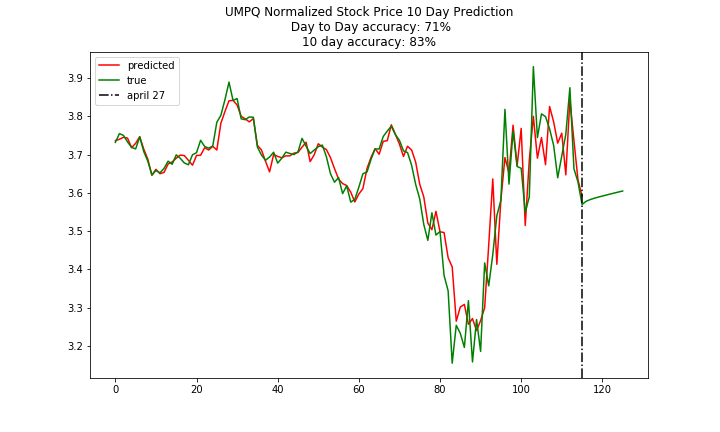 UMPQ Normalized Stock Price 10 Day Prediction
Day to Day accuracy: 71%
10 day accuracy: 83%
predicted
true
april 27
3.9
3.8
3.7
3.6
3.5
3.4
3.3
3.2
0 20 40 60 80 100 120